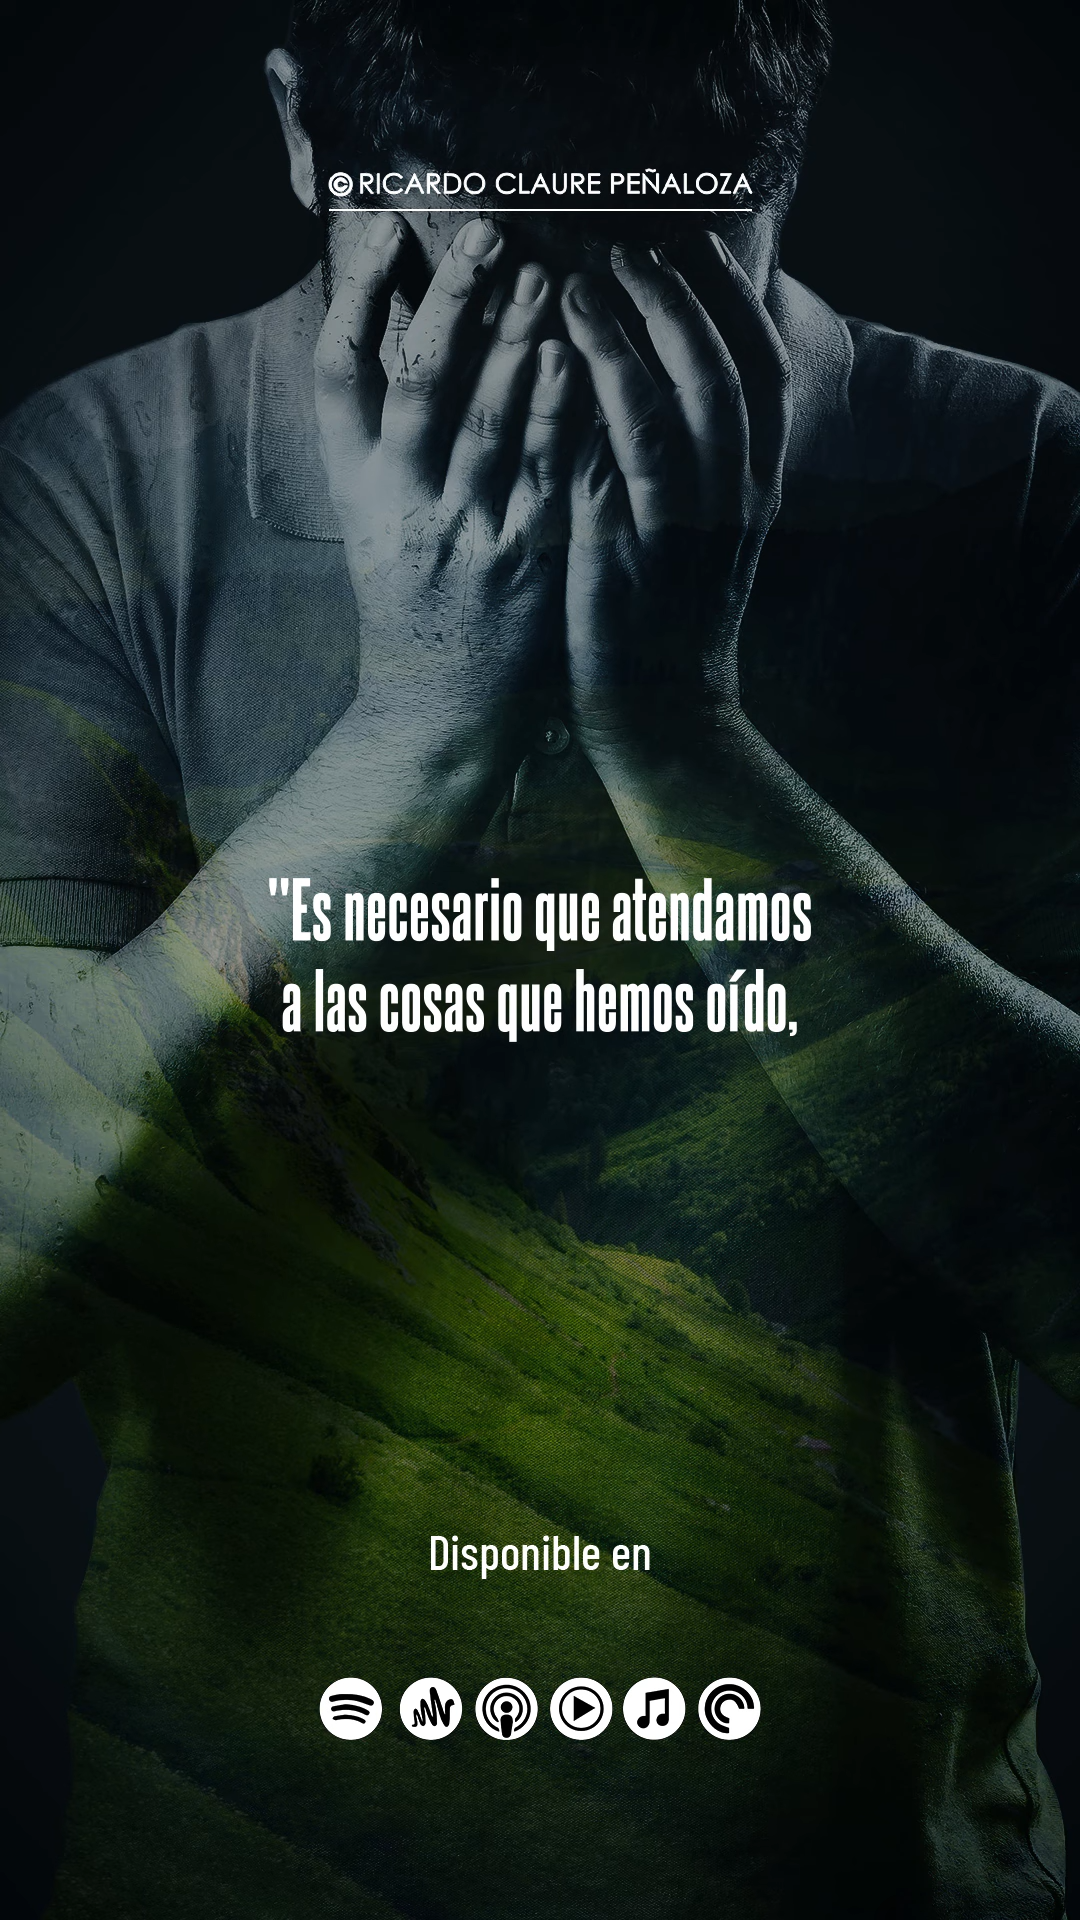 © RICARDO CLAURE PEÑALOZA
"Es necesario que atendamos
a las cosas que hemos oído,
Disponible en